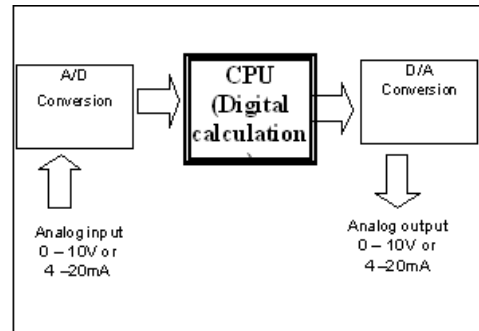 A/D
Conversion
CPU
(Digital
calculation
)
D/A
Conversion
Analog input
0 – 10V or
4 –20mA
Analog output
0 – 10V or
4–20mA